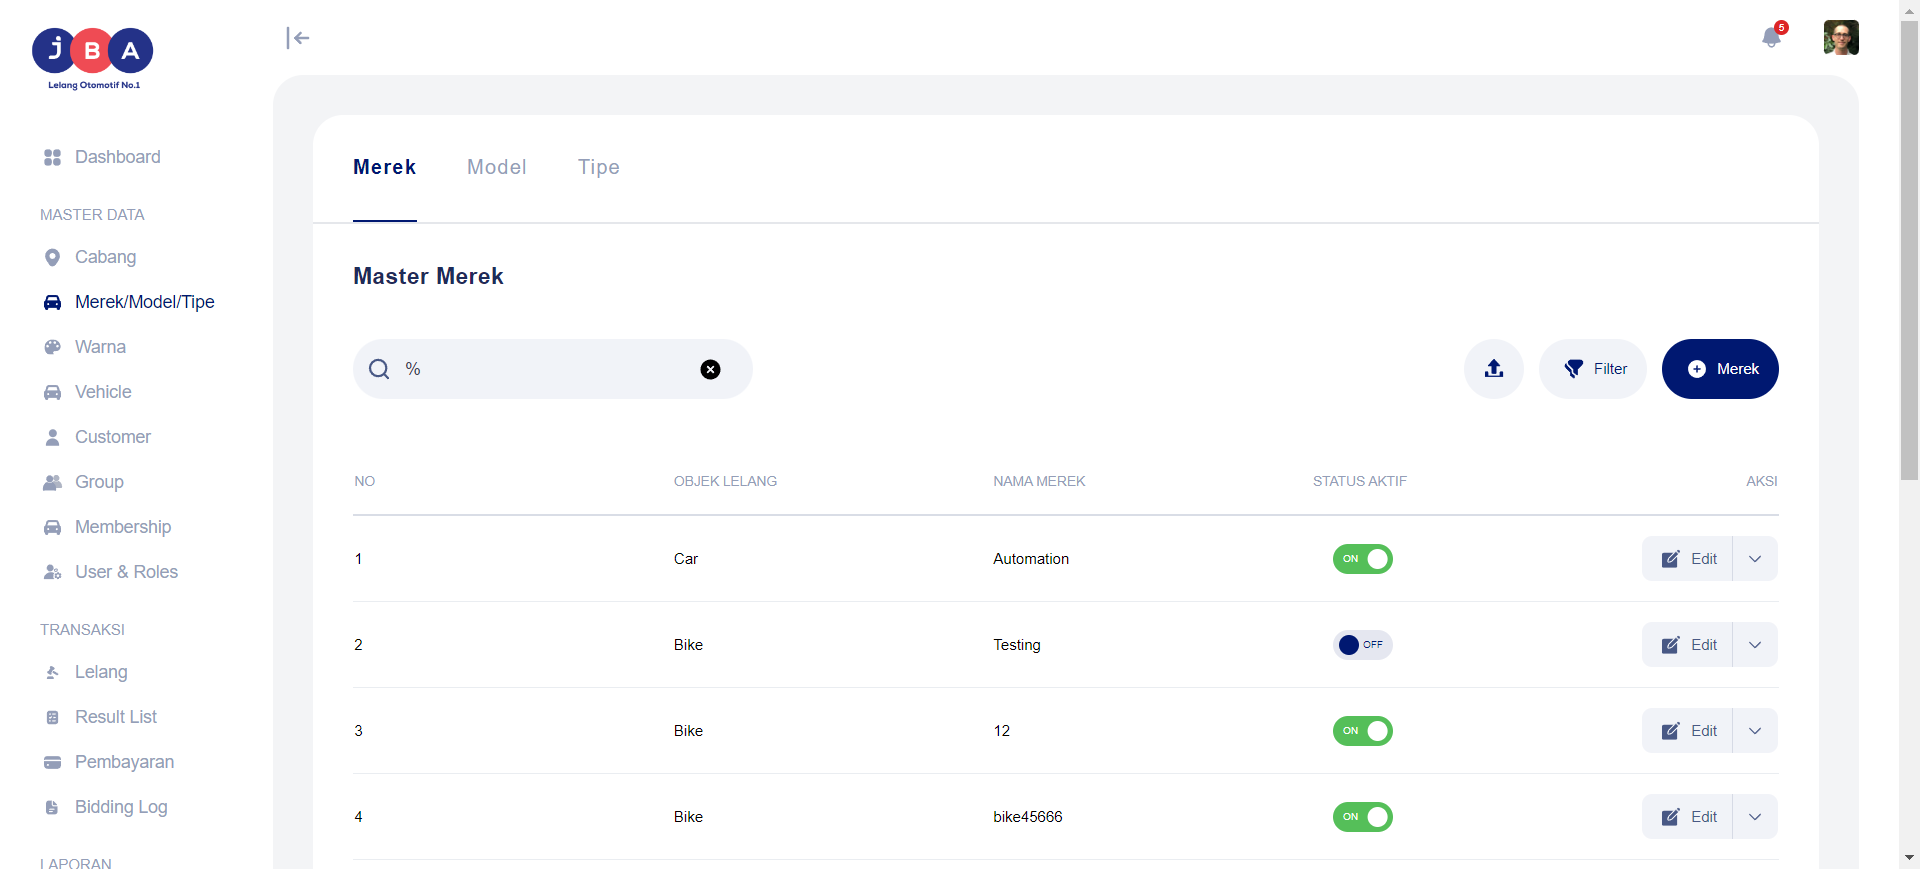 JBA
Lelang Otomotif No.1
5
Dashboard
MASTER DATA
Cabang
Merek/Model/Tipe
Warna
Vehicle
Customer
Group
Membership
User & Roles
TRANSAKSI
Lelang
Result List
Pembayaran
Bidding Log
LAPORAN
Merek Model Tipe
Master Merek
%
Filter
Merek
NO OBJEK LELANG NAMA MEREK STATUS AKTIF AKSI
1 Car Automation ON Edit
2 Bike Testing OFF Edit
3 Bike 12 ON Edit
4 Bike bike45666 ON Edit